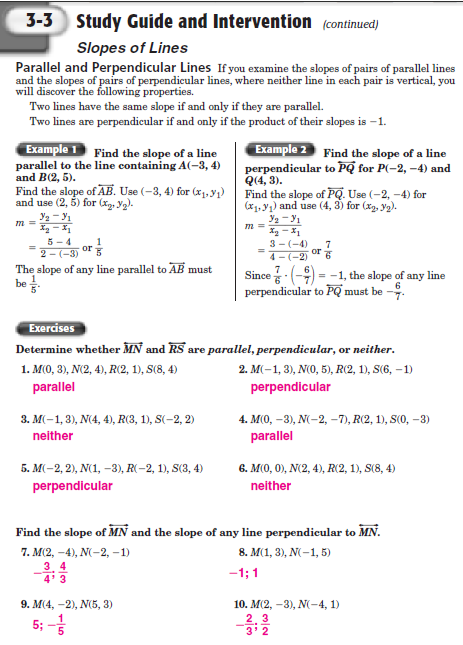 3-3 Study Guide and Intervention (continued)
Slopes of Lines
Parallel and Perpendicular Lines If you examine the slopes of pairs of parallel lines
and the slopes of pairs of perpendicular lines, where neither line in each pair is vertical, you
will discover the following properties.
Two lines have the same slope if and only if they are parallel.
Two lines are perpendicular if and only if the product of their slopes is −1.
Example 1 Find the slope of a line
parallel to the line containing A(−3, 4)
and B(2, 5).
Find the slope of AB. Use (−3, 4) for (x₁, y₁)
and use (2, 5) for (x₂, y₂).
m = (y₂ − y₁)/(x₂ − x₁)
= (5 − 4)/(2 − (−3)) or 1/5
The slope of any line parallel to AB must
be 1/5.
Example 2 Find the slope of a line
perpendicular to PQ for P(−2, −4) and
Q(4, 3).
Find the slope of PQ. Use (−2, −4) for
(x₁, y₁) and use (4, 3) for (x₂, y₂).
m = (y₂ − y₁)/(x₂ − x₁)
= (3 − (−4))/(4 − (−2)) or 7/6
Since 7/6 · (−6/7) = −1, the slope of any line
perpendicular to PQ must be −6/7.
Exercises
Determine whether MN and RS are parallel, perpendicular, or neither.
1. M(0, 3), N(2, 4), R(2, 1), S(8, 4)
parallel
2. M(−1, 3), N(0, 5), R(2, 1), S(6, −1)
perpendicular
3. M(−1, 3), N(4, 4), R(3, 1), S(−2, 2)
neither
4. M(0, −3), N(−2, −7), R(2, 1), S(0, −3)
parallel
5. M(−2, 2), N(1, −3), R(−2, 1), S(3, 4)
perpendicular
6. M(0, 0), N(2, 4), R(2, 1), S(8, 4)
neither
Find the slope of MN and the slope of any line perpendicular to MN.
7. M(2, −4), N(−2, −1)
−3/4; 4/3
8. M(1, 3), N(−1, 5)
−1; 1
9. M(4, −2), N(5, 3)
5; −1/5
10. M(2, −3), N(−4, 1)
−2/3; 3/2